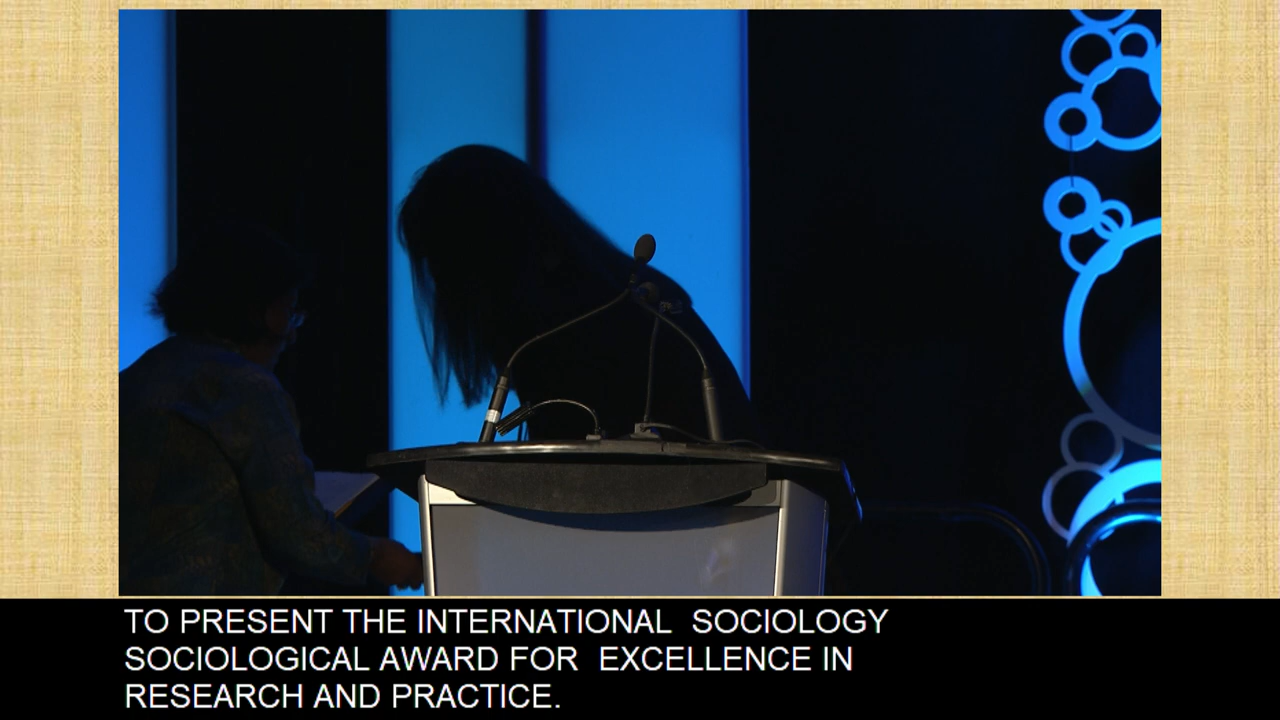 TO PRESENT THE INTERNATIONAL  SOCIOLOGY
SOCIOLOGICAL AWARD FOR  EXCELLENCE IN
RESEARCH AND PRACTICE.